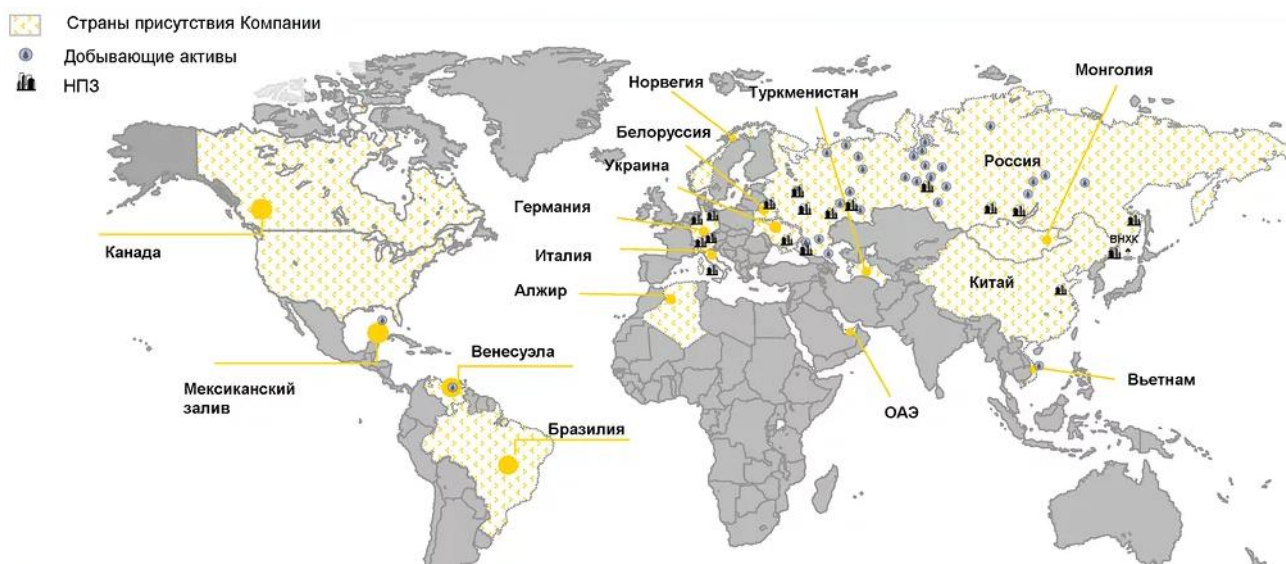 Страны присутствия Компании
Добывающие активы
НПЗ
Норвегия
Туркменистан
Монголия
Белоруссия
Украина
Россия
Германия
Канада
Италия
ВНХК
Алжир
Китай
Венесуэла
Мексиканский
залив
Вьетнам
ОАЭ
Бразилия